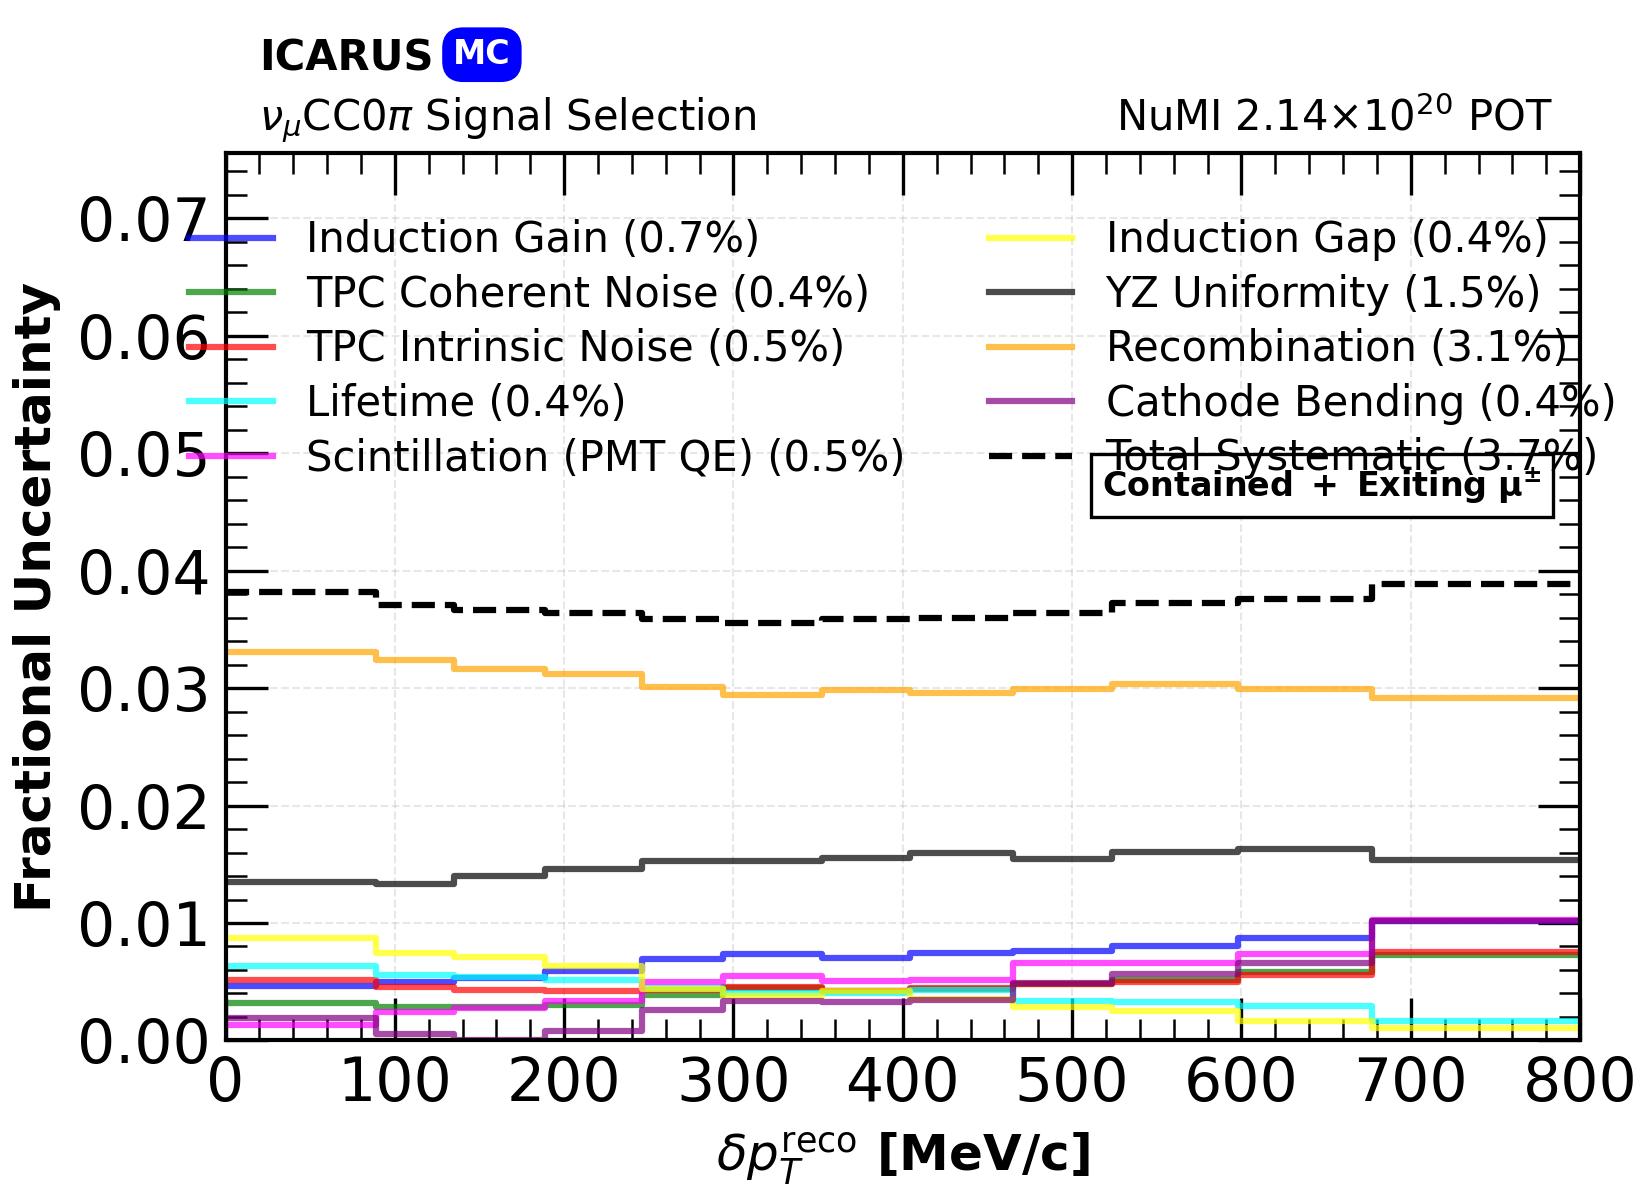 ICARUS MC
νμCC0π Signal Selection
NuMI 2.14×10²⁰ POT
Fractional Uncertainty
0.07
0.06
0.05
0.04
0.03
0.02
0.01
0.00
Induction Gain (0.7%)
TPC Coherent Noise (0.4%)
TPC Intrinsic Noise (0.5%)
Lifetime (0.4%)
Scintillation (PMT QE) (0.5%)
Induction Gap (0.4%)
YZ Uniformity (1.5%)
Recombination (3.1%)
Cathode Bending (0.4%)
Total Systematic (3.7%)
Contained + Exiting μ±
0 100 200 300 400 500 600 700 800
δp_T^reco [MeV/c]